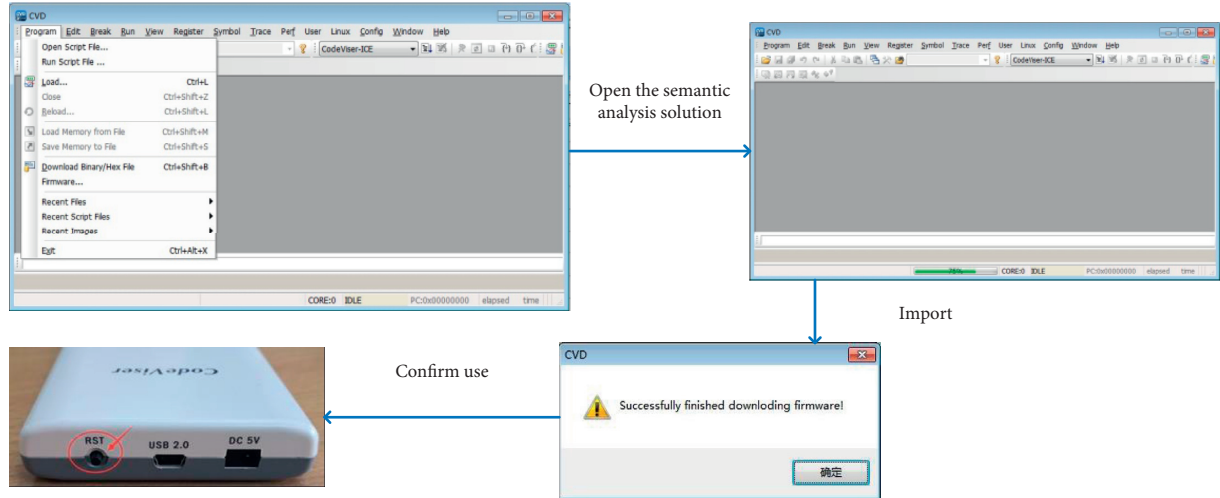 CVD
Program Edit Break Run View Register Symbol Trace Perf User Linux Config Window Help
Open Script File...
Run Script File ...
CodeViser-ICE
Load... Ctrl+L
Close Ctrl+Shift+Z
Reload... Ctrl+Shift+L
Load Memory from File Ctrl+Shift+M
Save Memory to File Ctrl+Shift+S
Download Binary/Hex File Ctrl+Shift+B
Firmware...
Recent Files
Recent Script Files
Recent Images
Exit Ctrl+Alt+X
CORE:0 IDLE PC:0x00000000 elapsed time
Open the semantic
analysis solution
CVD
Program Edit Break Run View Register Symbol Trace Perf User Linux Config Window Help
CodeViser-ICE
75% CORE:0 IDLE PC:0x00000000 elapsed time
Import
CVD
Successfully finished downloding firmware!
确定
Confirm use
CodeViser
RST USB 2.0 DC 5V